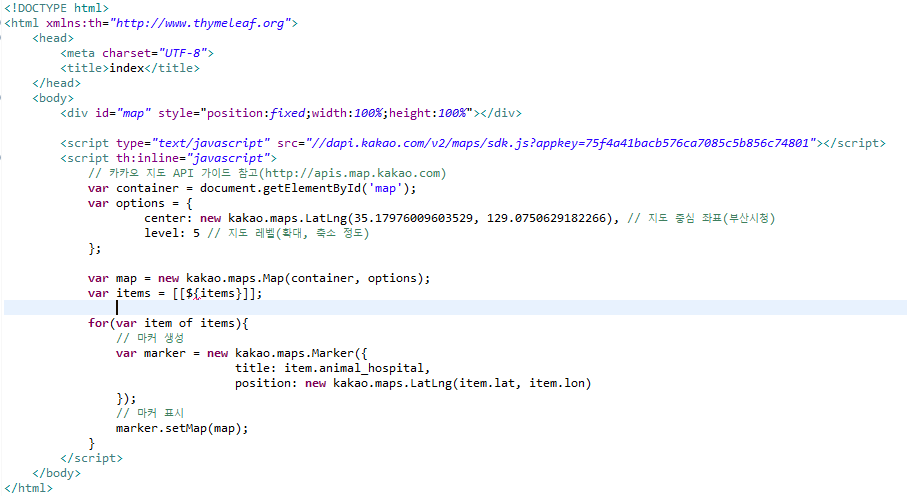 <!DOCTYPE html>
<html xmlns:th="http://www.thymeleaf.org">
    <head>
        <meta charset="UTF-8">
        <title>index</title>
    </head>
    <body>
        <div id="map" style="position:fixed;width:100%;height:100%"></div>

        <script type="text/javascript" src="//dapi.kakao.com/v2/maps/sdk.js?appkey=75f4a41bacb576ca7085c5b856c74801"></script>
        <script th:inline="javascript">
            // 카카오 지도 API 가이드 참고(http://apis.map.kakao.com)
            var container = document.getElementById('map');
            var options = {
                    center: new kakao.maps.LatLng(35.17976009603529, 129.0750629182266), // 지도 중심 좌표(부산시청)
                    level: 5 // 지도 레벨(확대, 축소 정도)
            };

            var map = new kakao.maps.Map(container, options);
            var items = [[${items}]];

            for(var item of items){
                // 마커 생성
                var marker = new kakao.maps.Marker({
                                 title: item.animal_hospital,
                                 position: new kakao.maps.LatLng(item.lat, item.lon)
                });
                // 마커 표시
                marker.setMap(map);
            }
        </script>
    </body>
</html>